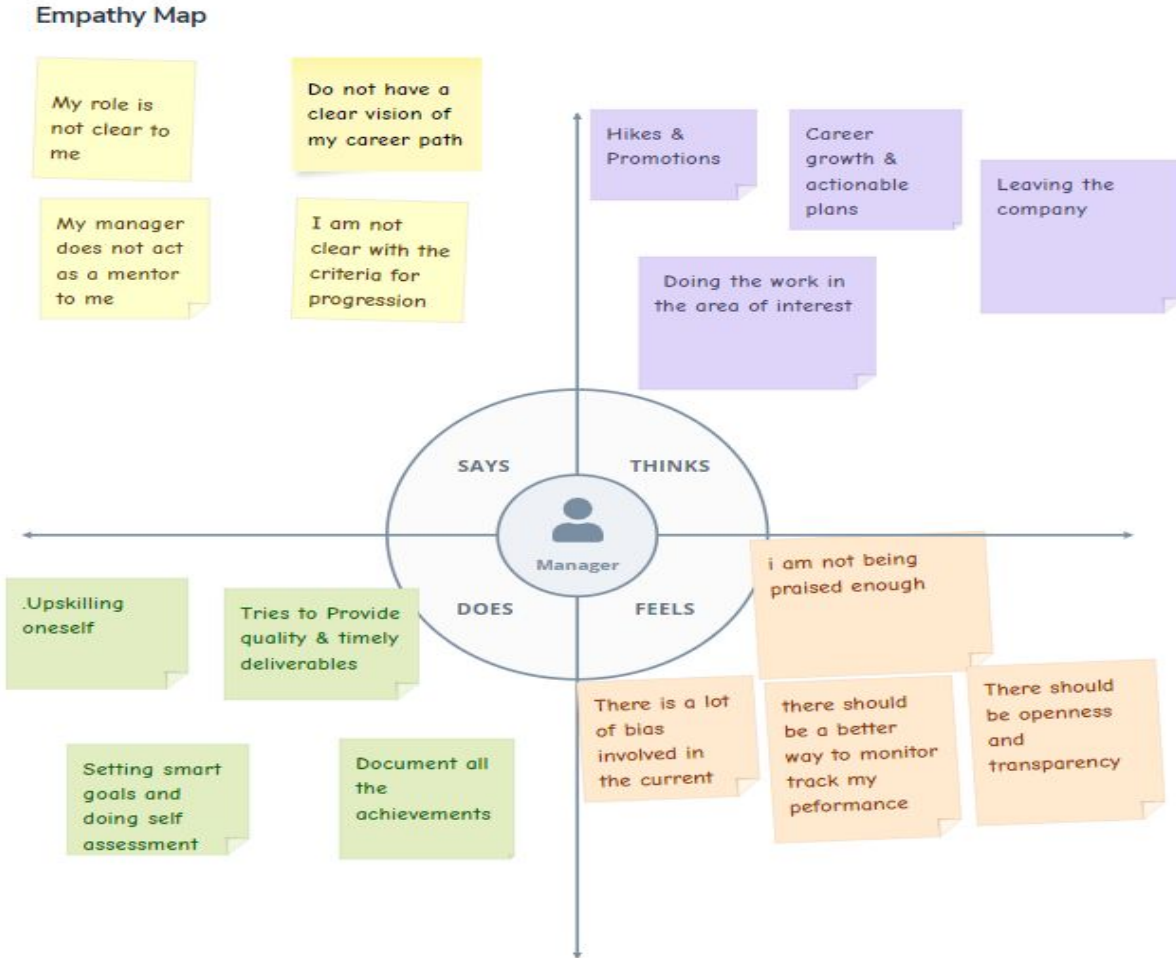 Empathy Map
My role is
not clear to
me
Do not have a
clear vision of
my career path
My manager
does not act
as a mentor
to me
I am not
clear with the
criteria for
progression
Hikes &
Promotions
Career
growth &
actionable
plans
Leaving the
company
Doing the work in
the area of interest
SAYS
THINKS
Manager
DOES
FEELS
.Upskilling
oneself
Tries to Provide
quality & timely
deliverables
Setting smart
goals and
doing self
assessment
Document all
the
achievements
i am not being
praised enough
There is a lot
of bias
involved in
the current
there should
be a better
way to monitor
track my
peformance
There should
be openness
and
transparency